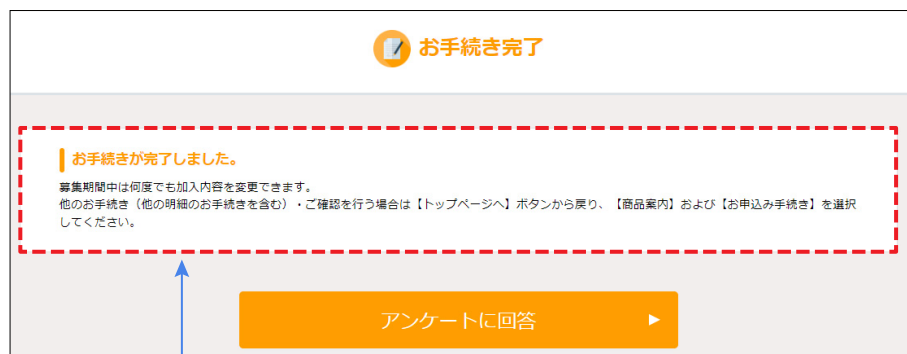 お手続き完了
お手続きが完了しました。
募集期間中は何度でも加入内容を変更できます。
他のお手続き（他の明細のお手続きを含む）・ご確認を行う場合は【トップページへ】ボタンから戻り、【商品案内】および【お申込み手続き】を選択
してください。
アンケートに回答